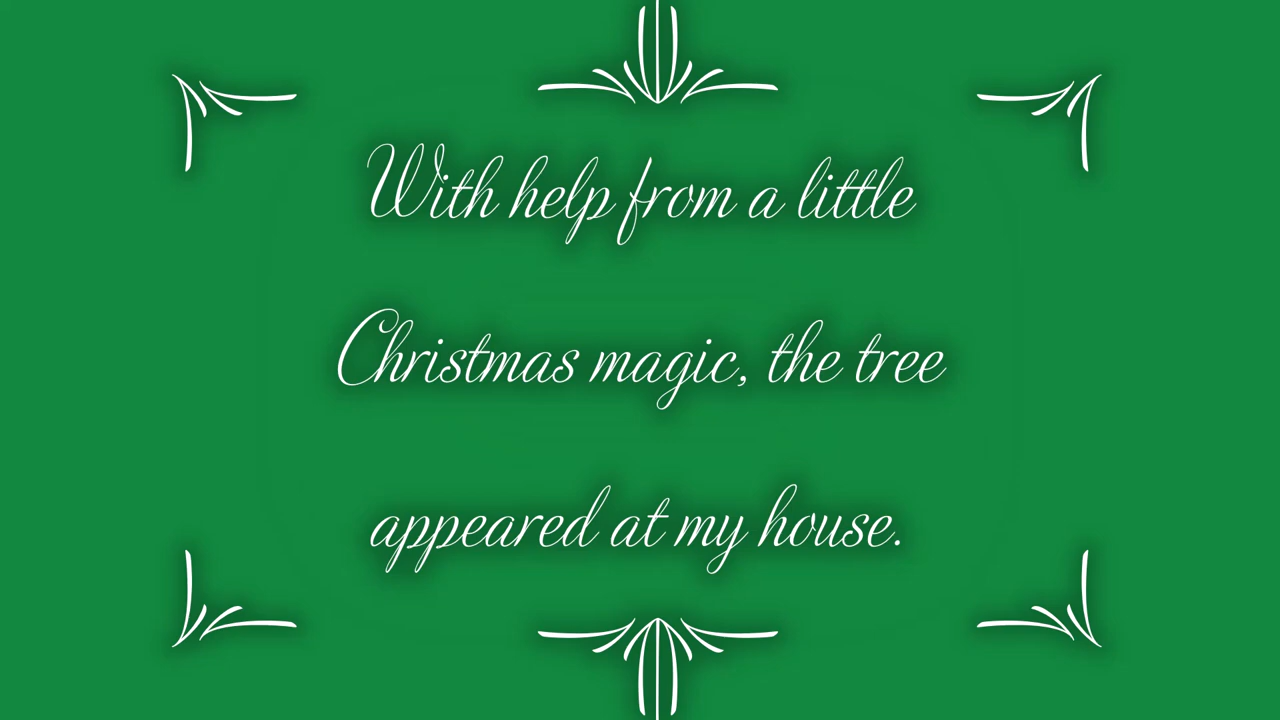 With help from a little
Christmas magic, the tree
appeared at my house.